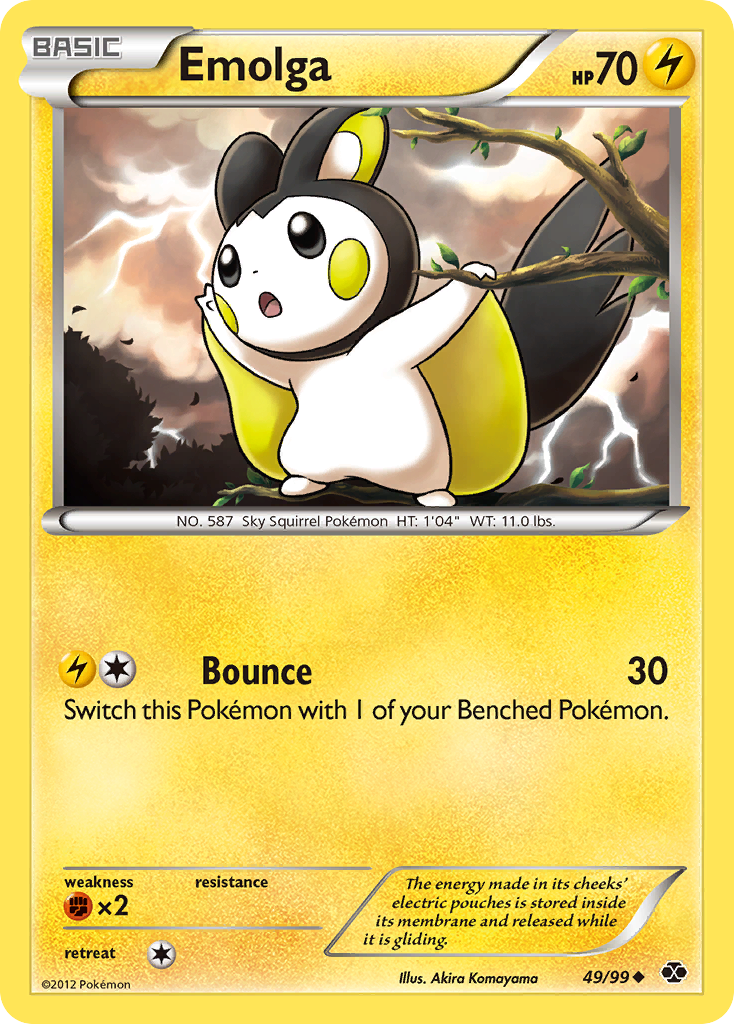 BASIC
Emolga
HP 70
NO. 587 Sky Squirrel Pokémon HT: 1'04" WT: 11.0 lbs.
Bounce 30
Switch this Pokémon with 1 of your Benched Pokémon.
weakness resistance
×2
retreat
The energy made in its cheeks'
electric pouches is stored inside
its membrane and released while
it is gliding.
Illus. Akira Komayama
49/99
©2012 Pokémon